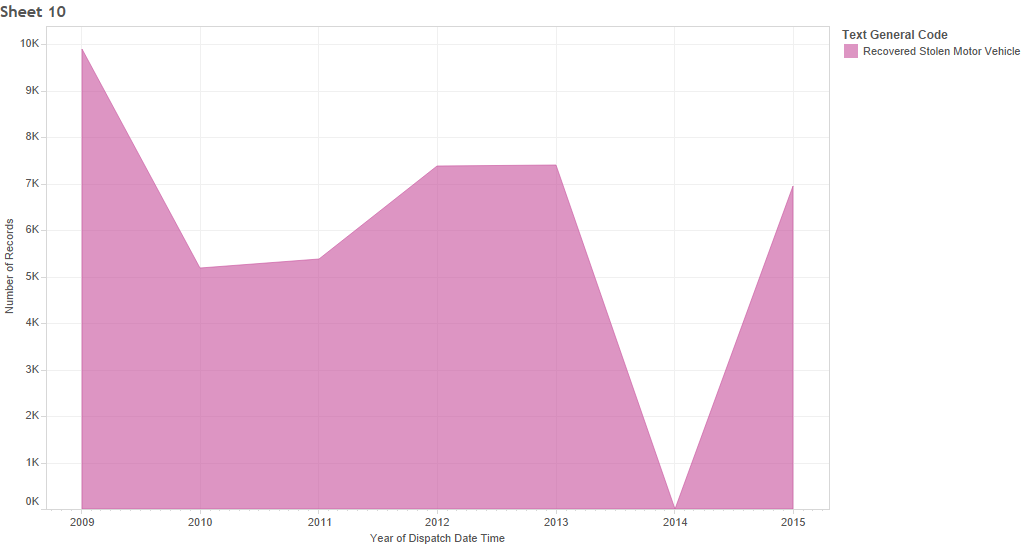 Sheet 10
Text General Code
Recovered Stolen Motor Vehicle
Number of Records
10K
9K
8K
7K
6K
5K
4K
3K
2K
1K
0K
2009 2010 2011 2012 2013 2014 2015
Year of Dispatch Date Time